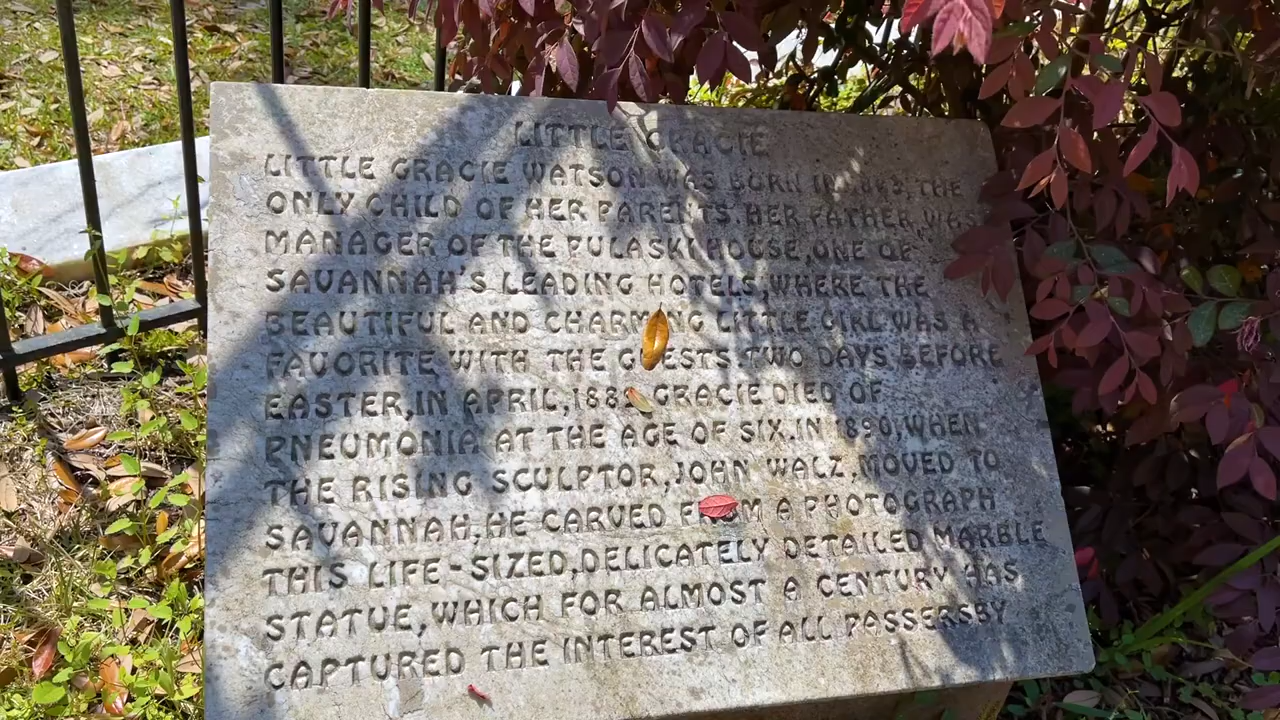 LITTLE GRACIE
LITTLE GRACIE WATSON WAS BORN IN 1883, THE
ONLY CHILD OF HER PARENTS. HER FATHER WAS
MANAGER OF THE PULASKI HOUSE, ONE OF
SAVANNAH'S LEADING HOTELS, WHERE THE
BEAUTIFUL AND CHARMING LITTLE GIRL WAS A
FAVORITE WITH THE GUESTS. TWO DAYS BEFORE
EASTER, IN APRIL, GRACIE DIED OF
PNEUMONIA AT THE AGE OF SIX. IN 1890, WHEN
THE RISING SCULPTOR, JOHN WALZ, MOVED TO
SAVANNAH, HE CARVED FROM A PHOTOGRAPH
THIS LIFE-SIZED, DELICATELY DETAILED MARBLE
STATUE, WHICH FOR ALMOST A CENTURY HAS
CAPTURED THE INTEREST OF ALL PASSERSBY